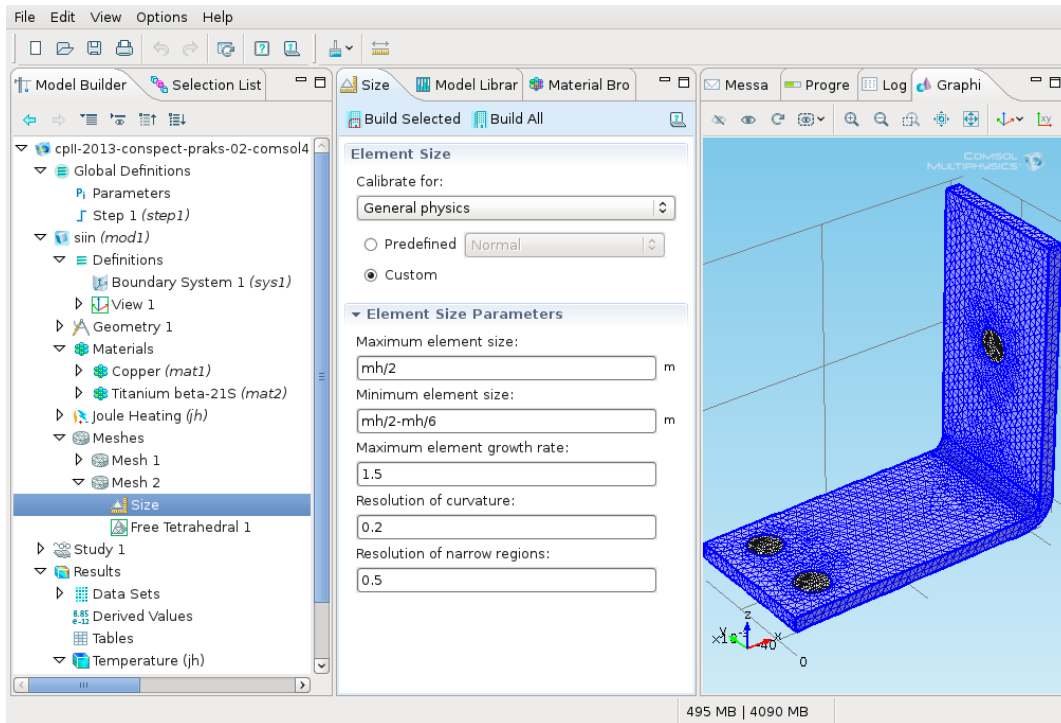 File Edit View Options Help
Model Builder Selection List
cpII-2013-conspect-praks-02-comsol4
Global Definitions
Pi Parameters
Step 1 (step1)
siin (mod1)
Definitions
Boundary System 1 (sys1)
View 1
Geometry 1
Materials
Copper (mat1)
Titanium beta-21S (mat2)
Joule Heating (jh)
Meshes
Mesh 1
Mesh 2
Size
Free Tetrahedral 1
Study 1
Results
Data Sets
8.85
e-12
Derived Values
Tables
Temperature (jh)
Size Model Librar Material Bro
Build Selected Build All
Element Size
Calibrate for:
General physics
Predefined Normal
Custom
Element Size Parameters
Maximum element size:
mh/2 m
Minimum element size:
mh/2-mh/6 m
Maximum element growth rate:
1.5
Resolution of curvature:
0.2
Resolution of narrow regions:
0.5
Messa Progre Log Graphi
xy
COMSOL
MULTIPHYSICS
z
y x
-40
0
495 MB | 4090 MB